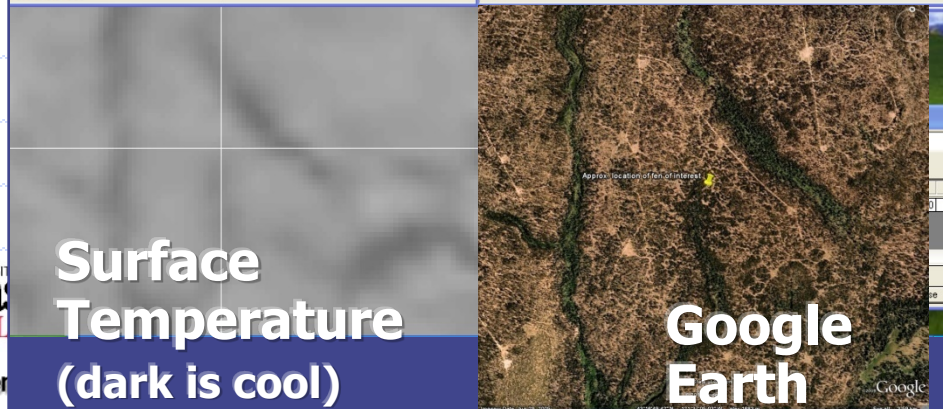 Surface
Temperature
(dark is cool)
Approx. location of fen of interest
Google
Earth
Google